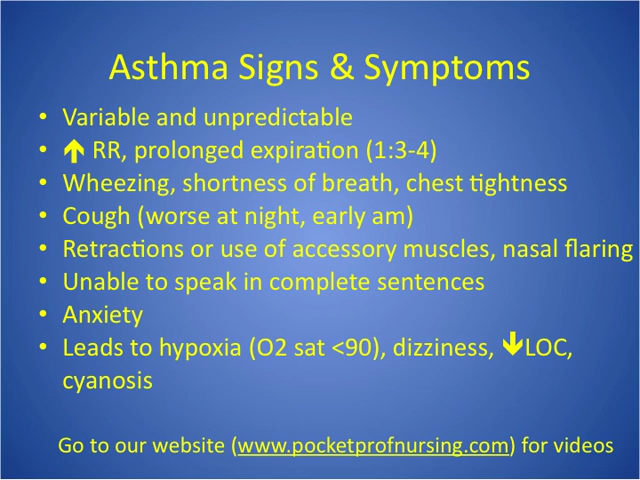 Asthma Signs & Symptoms
• Variable and unpredictable
• 🡅 RR, prolonged expiration (1:3-4)
• Wheezing, shortness of breath, chest tightness
• Cough (worse at night, early am)
• Retractions or use of accessory muscles, nasal flaring
• Unable to speak in complete sentences
• Anxiety
• Leads to hypoxia (O2 sat <90), dizziness, 🡇LOC,
cyanosis
Go to our website (www.pocketprofnursing.com) for videos